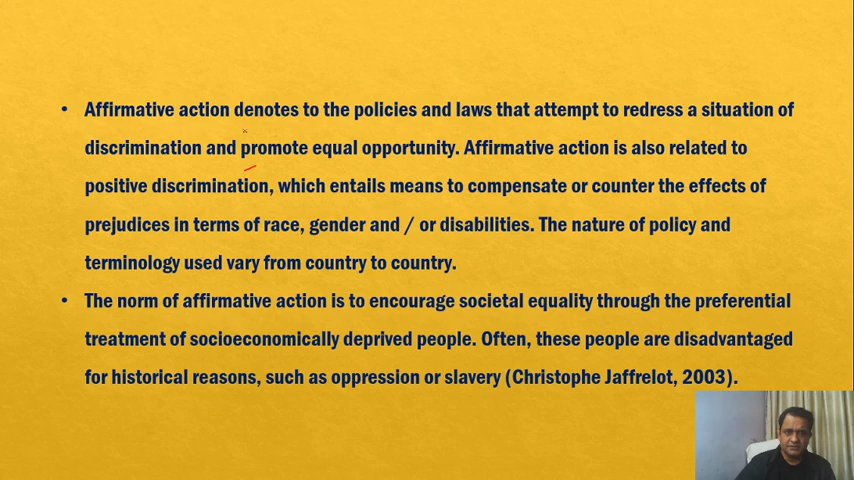 • Affirmative action denotes to the policies and laws that attempt to redress a situation of
discrimination and promote equal opportunity. Affirmative action is also related to
positive discrimination, which entails means to compensate or counter the effects of
prejudices in terms of race, gender and / or disabilities. The nature of policy and
terminology used vary from country to country.
• The norm of affirmative action is to encourage societal equality through the preferential
treatment of socioeconomically deprived people. Often, these people are disadvantaged
for historical reasons, such as oppression or slavery (Christophe Jaffrelot, 2003).